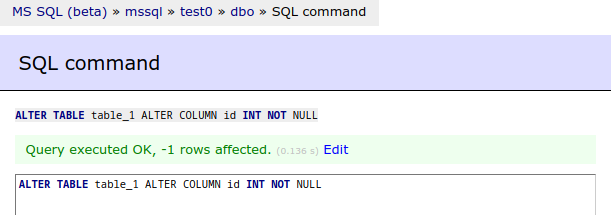 MS SQL (beta) » mssql » test0 » dbo » SQL command
SQL command
ALTER TABLE table_1 ALTER COLUMN id INT NOT NULL
Query executed OK, -1 rows affected. (0.136 s) Edit
ALTER TABLE table_1 ALTER COLUMN id INT NOT NULL